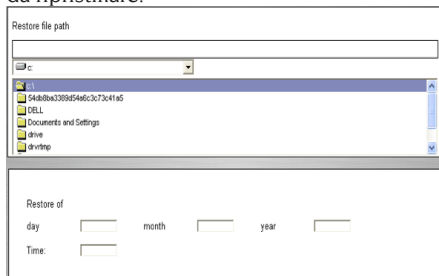 da ripristinare.
Restore file path
c:
c:\
54db8ba3389d54a6c3c73c41a5
DELL
Documents and Settings
drive
drvrtmp
Restore of
day month year
Time: